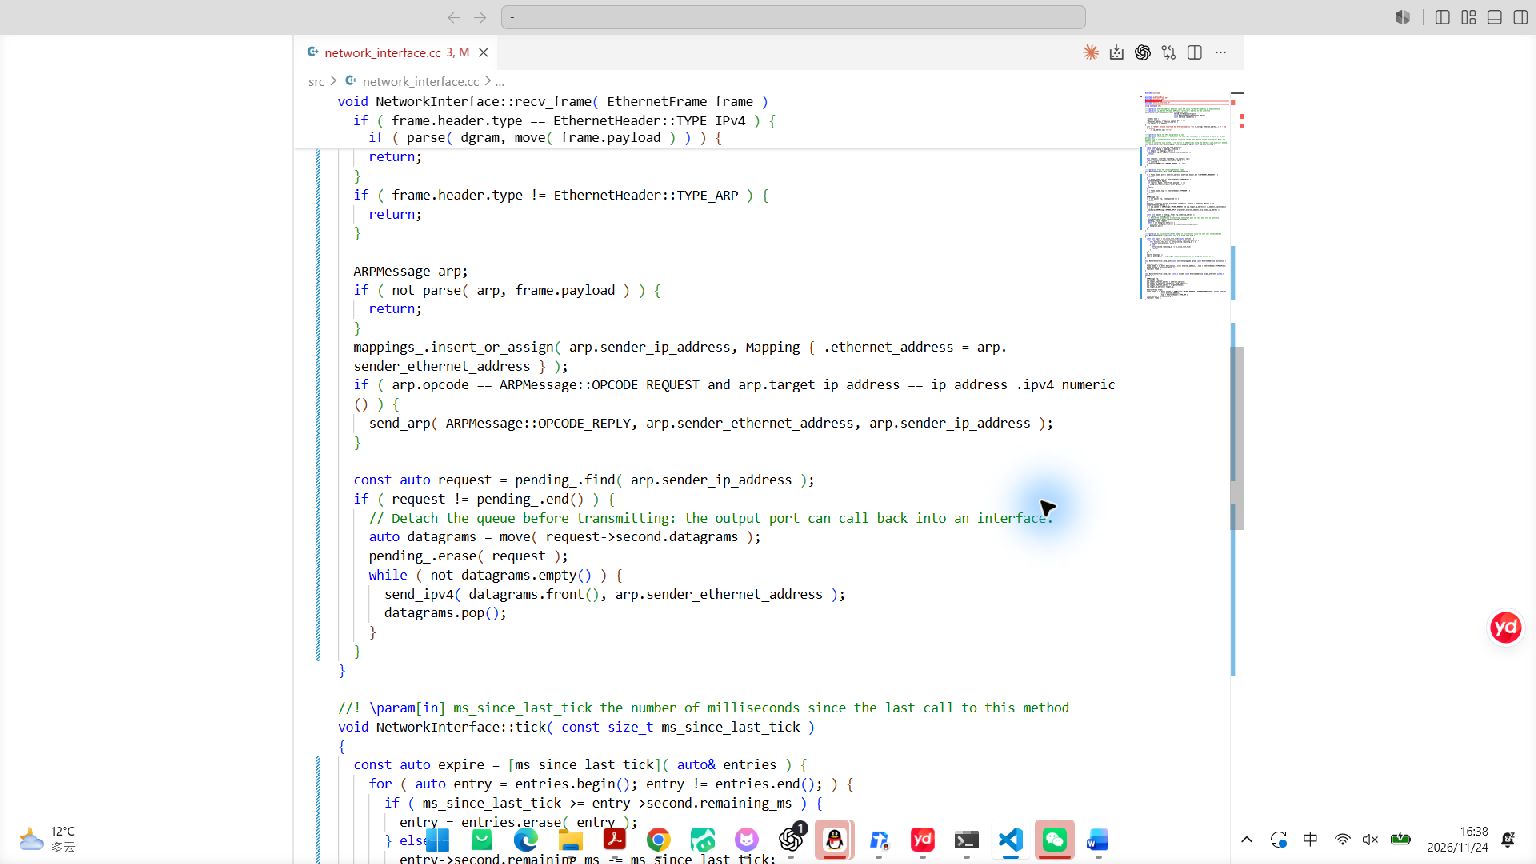 -
network_interface.cc 3, M
src > network_interface.cc > ...
void NetworkInterface::recv_frame( EthernetFrame frame )
if ( frame.header.type == EthernetHeader::TYPE_IPv4 ) {
if ( parse( dgram, move( frame.payload ) ) ) {
return;
}
if ( frame.header.type != EthernetHeader::TYPE_ARP ) {
return;
}
ARPMessage arp;
if ( not parse( arp, frame.payload ) ) {
return;
}
mappings_.insert_or_assign( arp.sender_ip_address, Mapping { .ethernet_address = arp.
sender_ethernet_address } );
if ( arp.opcode == ARPMessage::OPCODE_REQUEST and arp.target_ip_address == ip_address_.ipv4_numeric
() ) {
send_arp( ARPMessage::OPCODE_REPLY, arp.sender_ethernet_address, arp.sender_ip_address );
}
const auto request = pending_.find( arp.sender_ip_address );
if ( request != pending_.end() ) {
// Detach the queue before transmitting: the output port can call back into an interface.
auto datagrams = move( request->second.datagrams );
pending_.erase( request );
while ( not datagrams.empty() ) {
send_ipv4( datagrams.front(), arp.sender_ethernet_address );
datagrams.pop();
}
}
}
//! \param[in] ms_since_last_tick the number of milliseconds since the last call to this method
void NetworkInterface::tick( const size_t ms_since_last_tick )
{
const auto expire = [ms_since_last_tick]( auto& entries ) {
for ( auto entry = entries.begin(); entry != entries.end(); ) {
if ( ms_since_last_tick >= entry->second.remaining_ms ) {
entry = entries.erase( entry );
} else
entry->second.remaining_ms -= ms_since_last_tick;
yd
12°C
多云
1
yd
W
中
16:38
2026/11/24